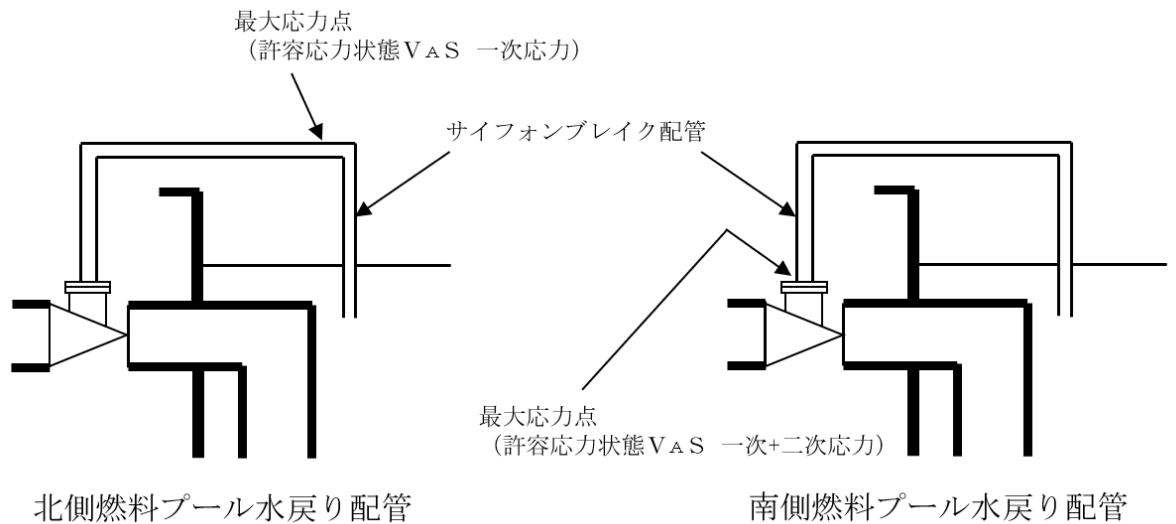 最大応力点
（許容応力状態ⅤＡＳ 一次応力）
サイフォンブレイク配管
最大応力点
（許容応力状態ⅤＡＳ 一次+二次応力）
北側燃料プール水戻り配管
南側燃料プール水戻り配管